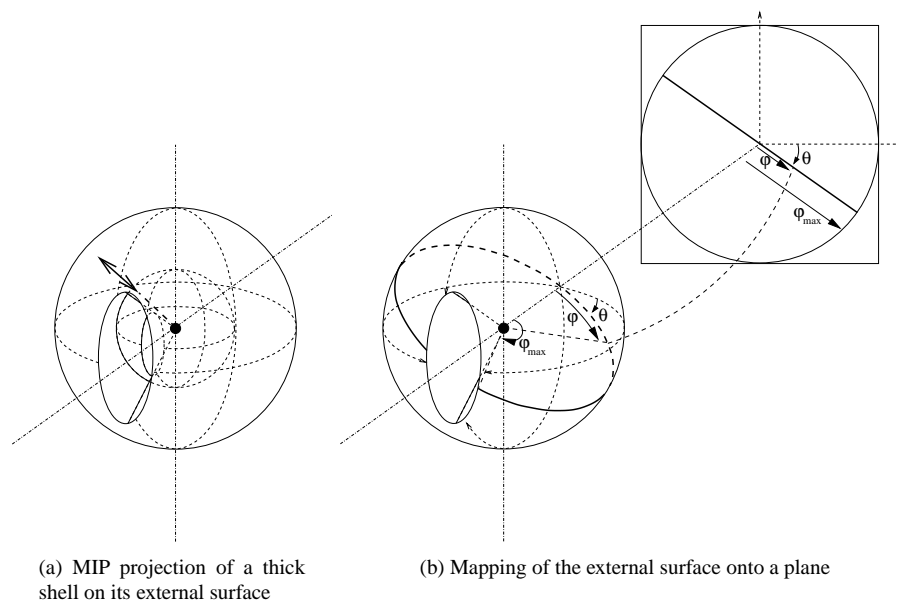 θ
φ
φmax
φ
θ
φmax
(a) MIP projection of a thick
shell on its external surface
(b) Mapping of the external surface onto a plane